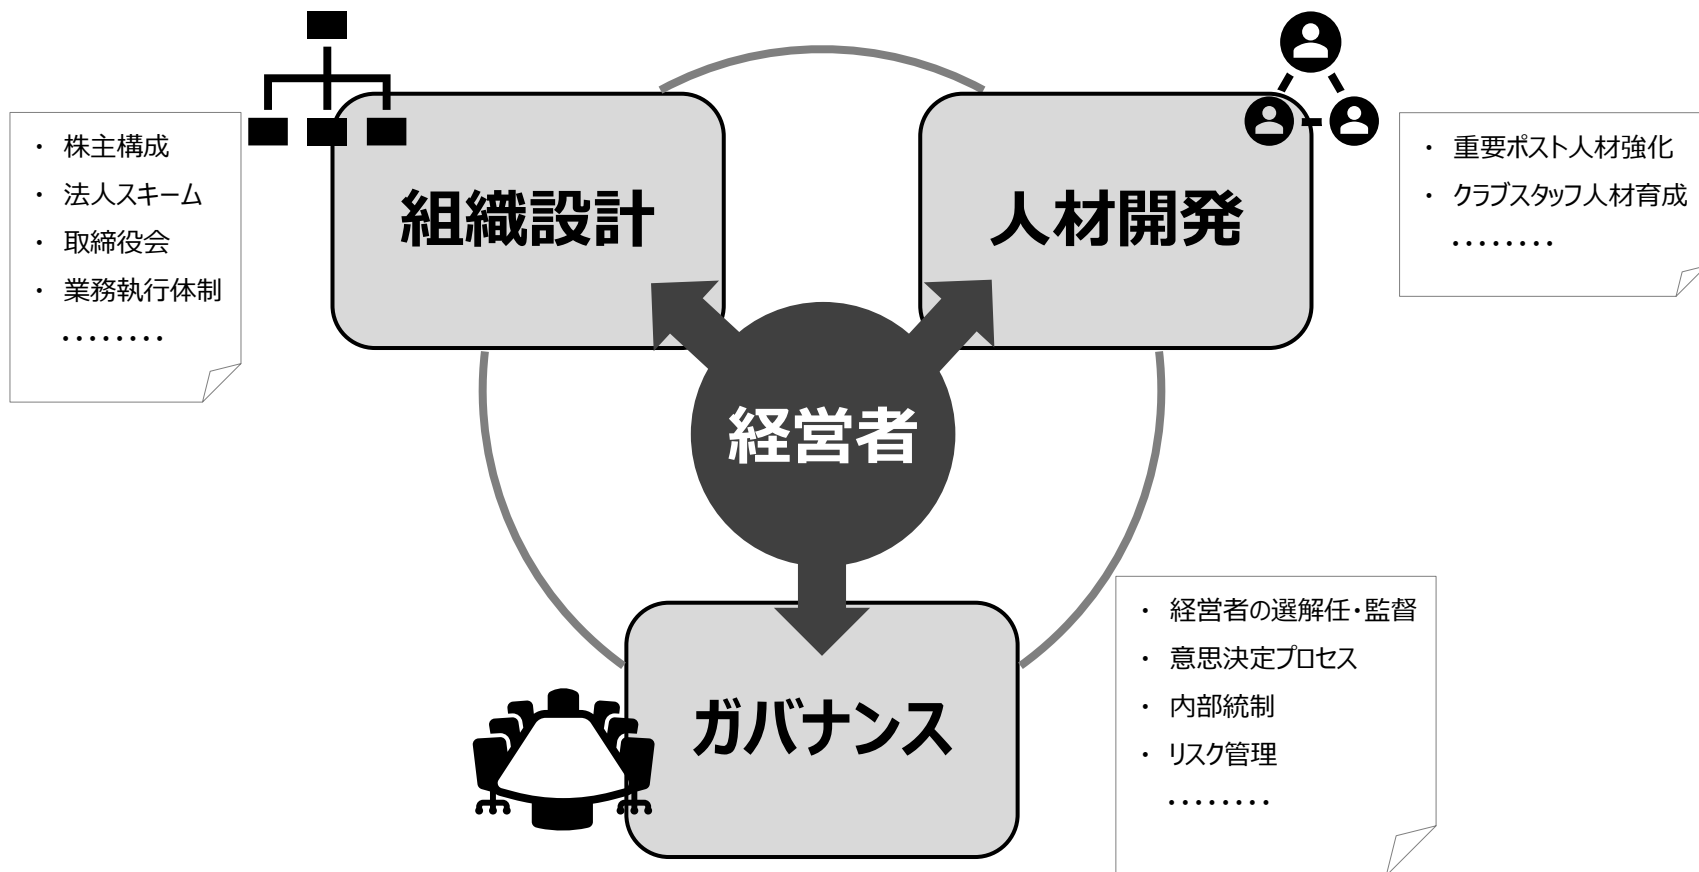 ・ 株主構成
・ 法人スキーム
・ 取締役会
・ 業務執行体制
‥‥‥‥
組織設計
人材開発
・ 重要ポスト人材強化
・ クラブスタッフ人材育成
‥‥‥‥
経営者
ガバナンス
・ 経営者の選解任・監督
・ 意思決定プロセス
・ 内部統制
・ リスク管理
‥‥‥‥